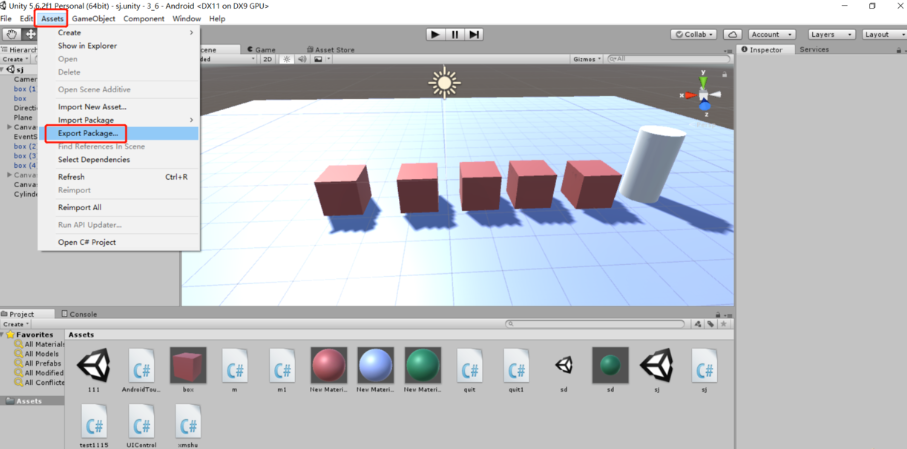 Unity 5.6.2f1 Personal (64bit) - sj.unity - 3_6 - Android <DX11 on DX9 GPU>
File Edit Assets GameObject Component Window Help
Collab Account Layers Layout
Hierarch Scene Game Asset Store Inspector Services
Create 2D Gizmos All
sj
Camer
box (1
box
Directi
Plane
Canva
EventS
box (2
box (3
box (4
Canva
Canva
Cylind
Create
Show in Explorer
Open
Delete
Open Scene Additive
Import New Asset...
Import Package
Export Package...
Find References In Scene
Select Dependencies
Refresh Ctrl+R
Reimport
Reimport All
Run API Updater...
Open C# Project
y
x
z
Project Console
Create
Favorites
All Materials
All Models
All Prefabs
All Modified
All Conflicte
Assets
Assets
C# C# C# C# C# C#
111 AndroidTou... box m m1 New Materi... New Materi... New Materi... quit quit1 sd sd sj sj
C# C# C#
test1115 UIControl xmsha